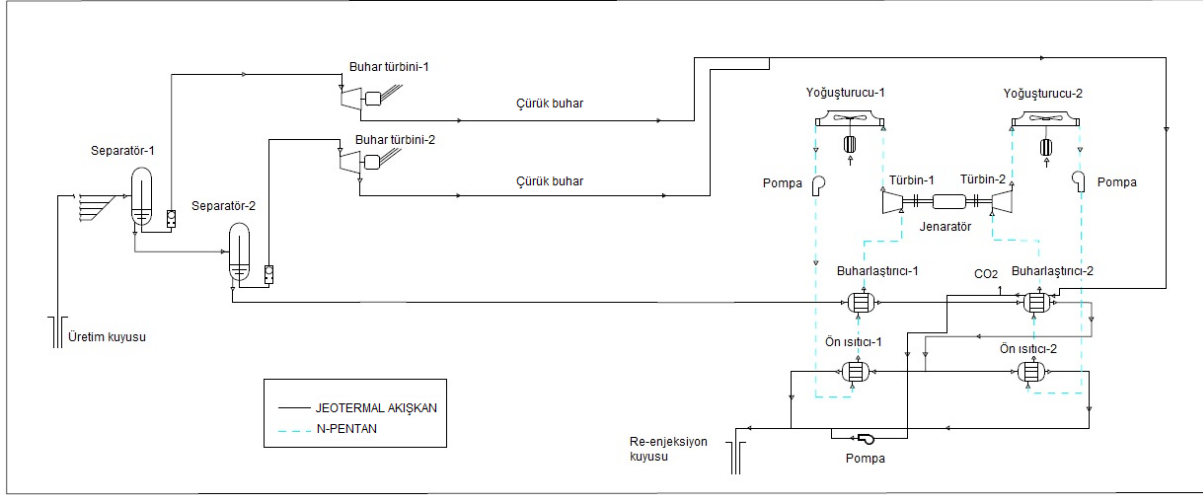 Buhar türbini-1
Çürük buhar
Yoğuşturucu-1
Yoğuşturucu-2
Buhar türbini-2
Separatör-1
Çürük buhar
Pompa
Türbin-1
Türbin-2
Pompa
Separatör-2
Jenaratör
Buharlaştırıcı-1
CO2
Buharlaştırıcı-2
Üretim kuyusu
Ön ısıtıcı-1
Ön ısıtıcı-2
JEOTERMAL AKIŞKAN
N-PENTAN
Re-enjeksiyon
kuyusu
Pompa